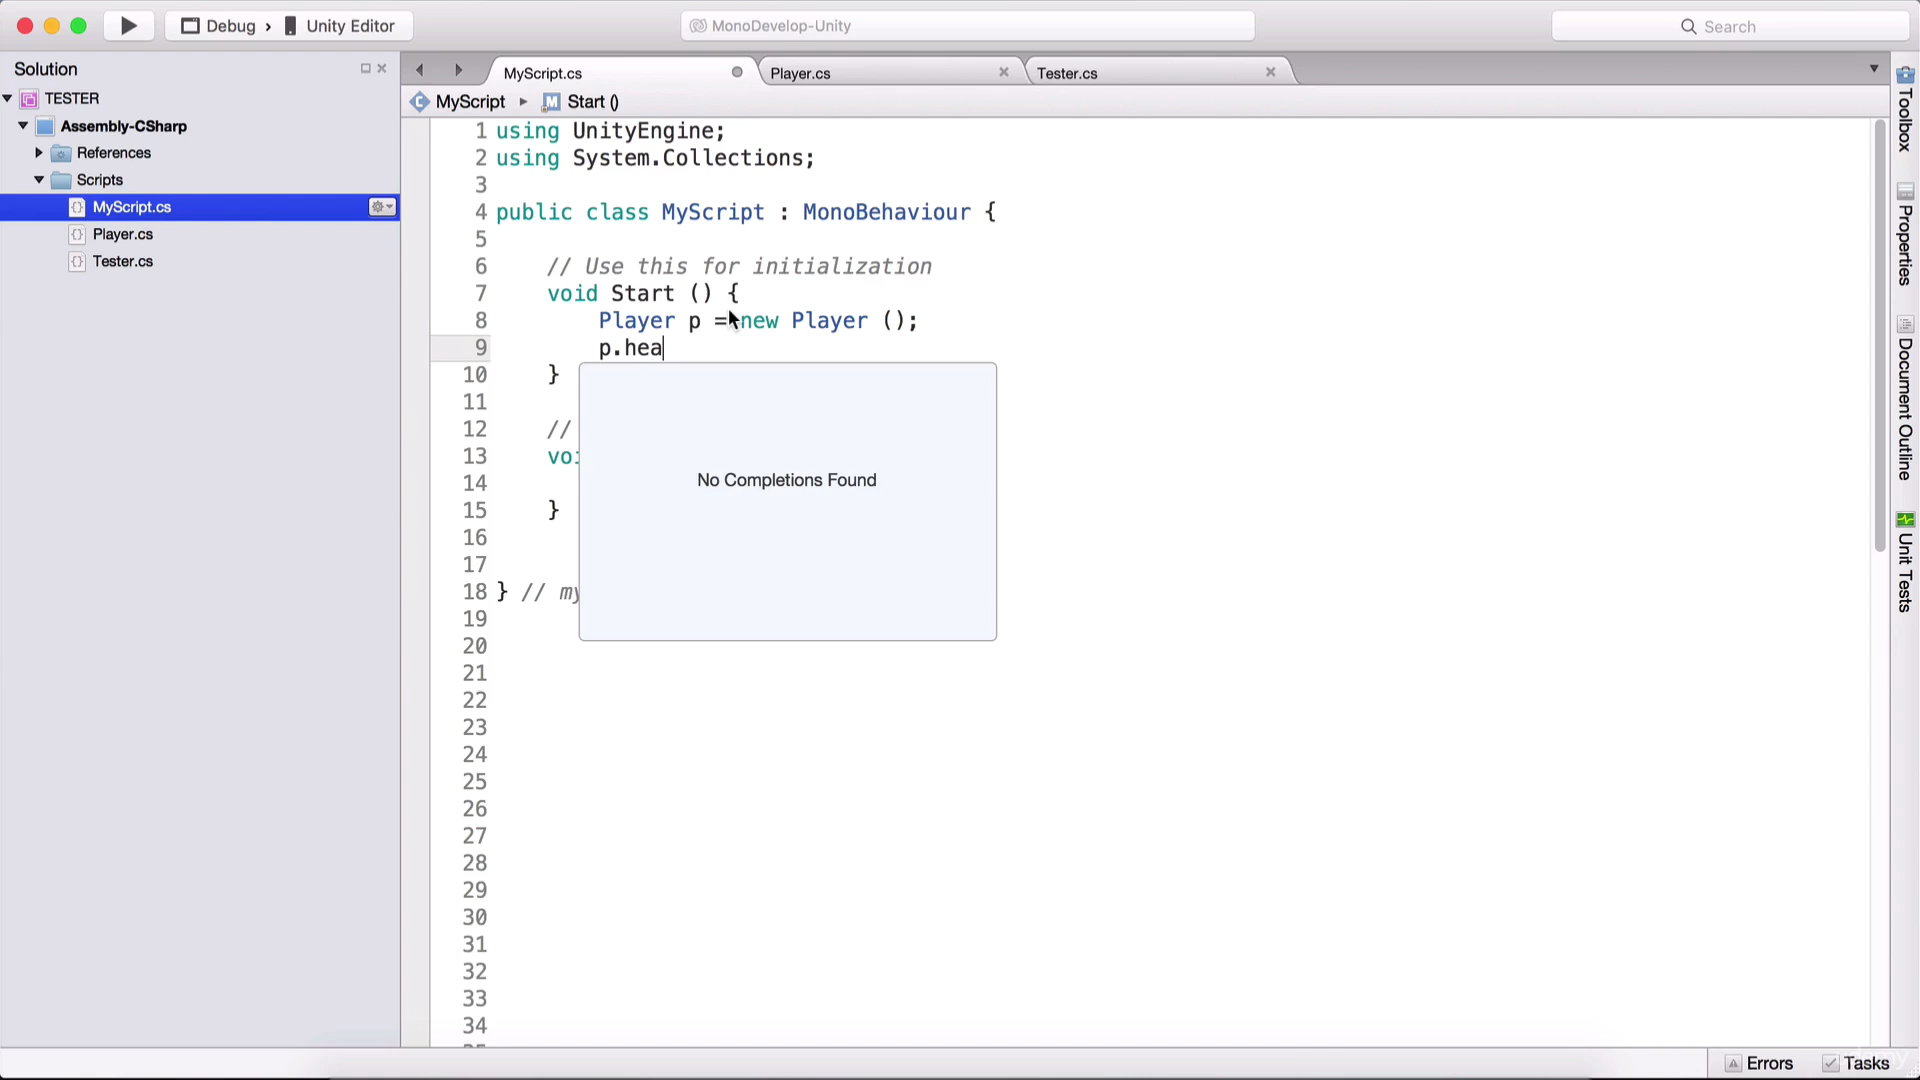 Debug › Unity Editor
MonoDevelop-Unity
Search
Solution
MyScript.cs
Player.cs
Tester.cs
TESTER
Assembly-CSharp
References
Scripts
MyScript.cs
Player.cs
Tester.cs
MyScript ▸ M Start ()
1 using UnityEngine;
2 using System.Collections;
3
4 public class MyScript : MonoBehaviour {
5
6 // Use this for initialization
7 void Start () {
8 Player p = new Player ();
9 p.hea
10 }
11
12 //
13 voi
14
15 }
16
17
18 } // my
19
20
21
22
23
24
25
26
27
28
29
30
31
32
33
34
No Completions Found
Toolbox
Properties
Document Outline
Unit Tests
Errors
Tasks